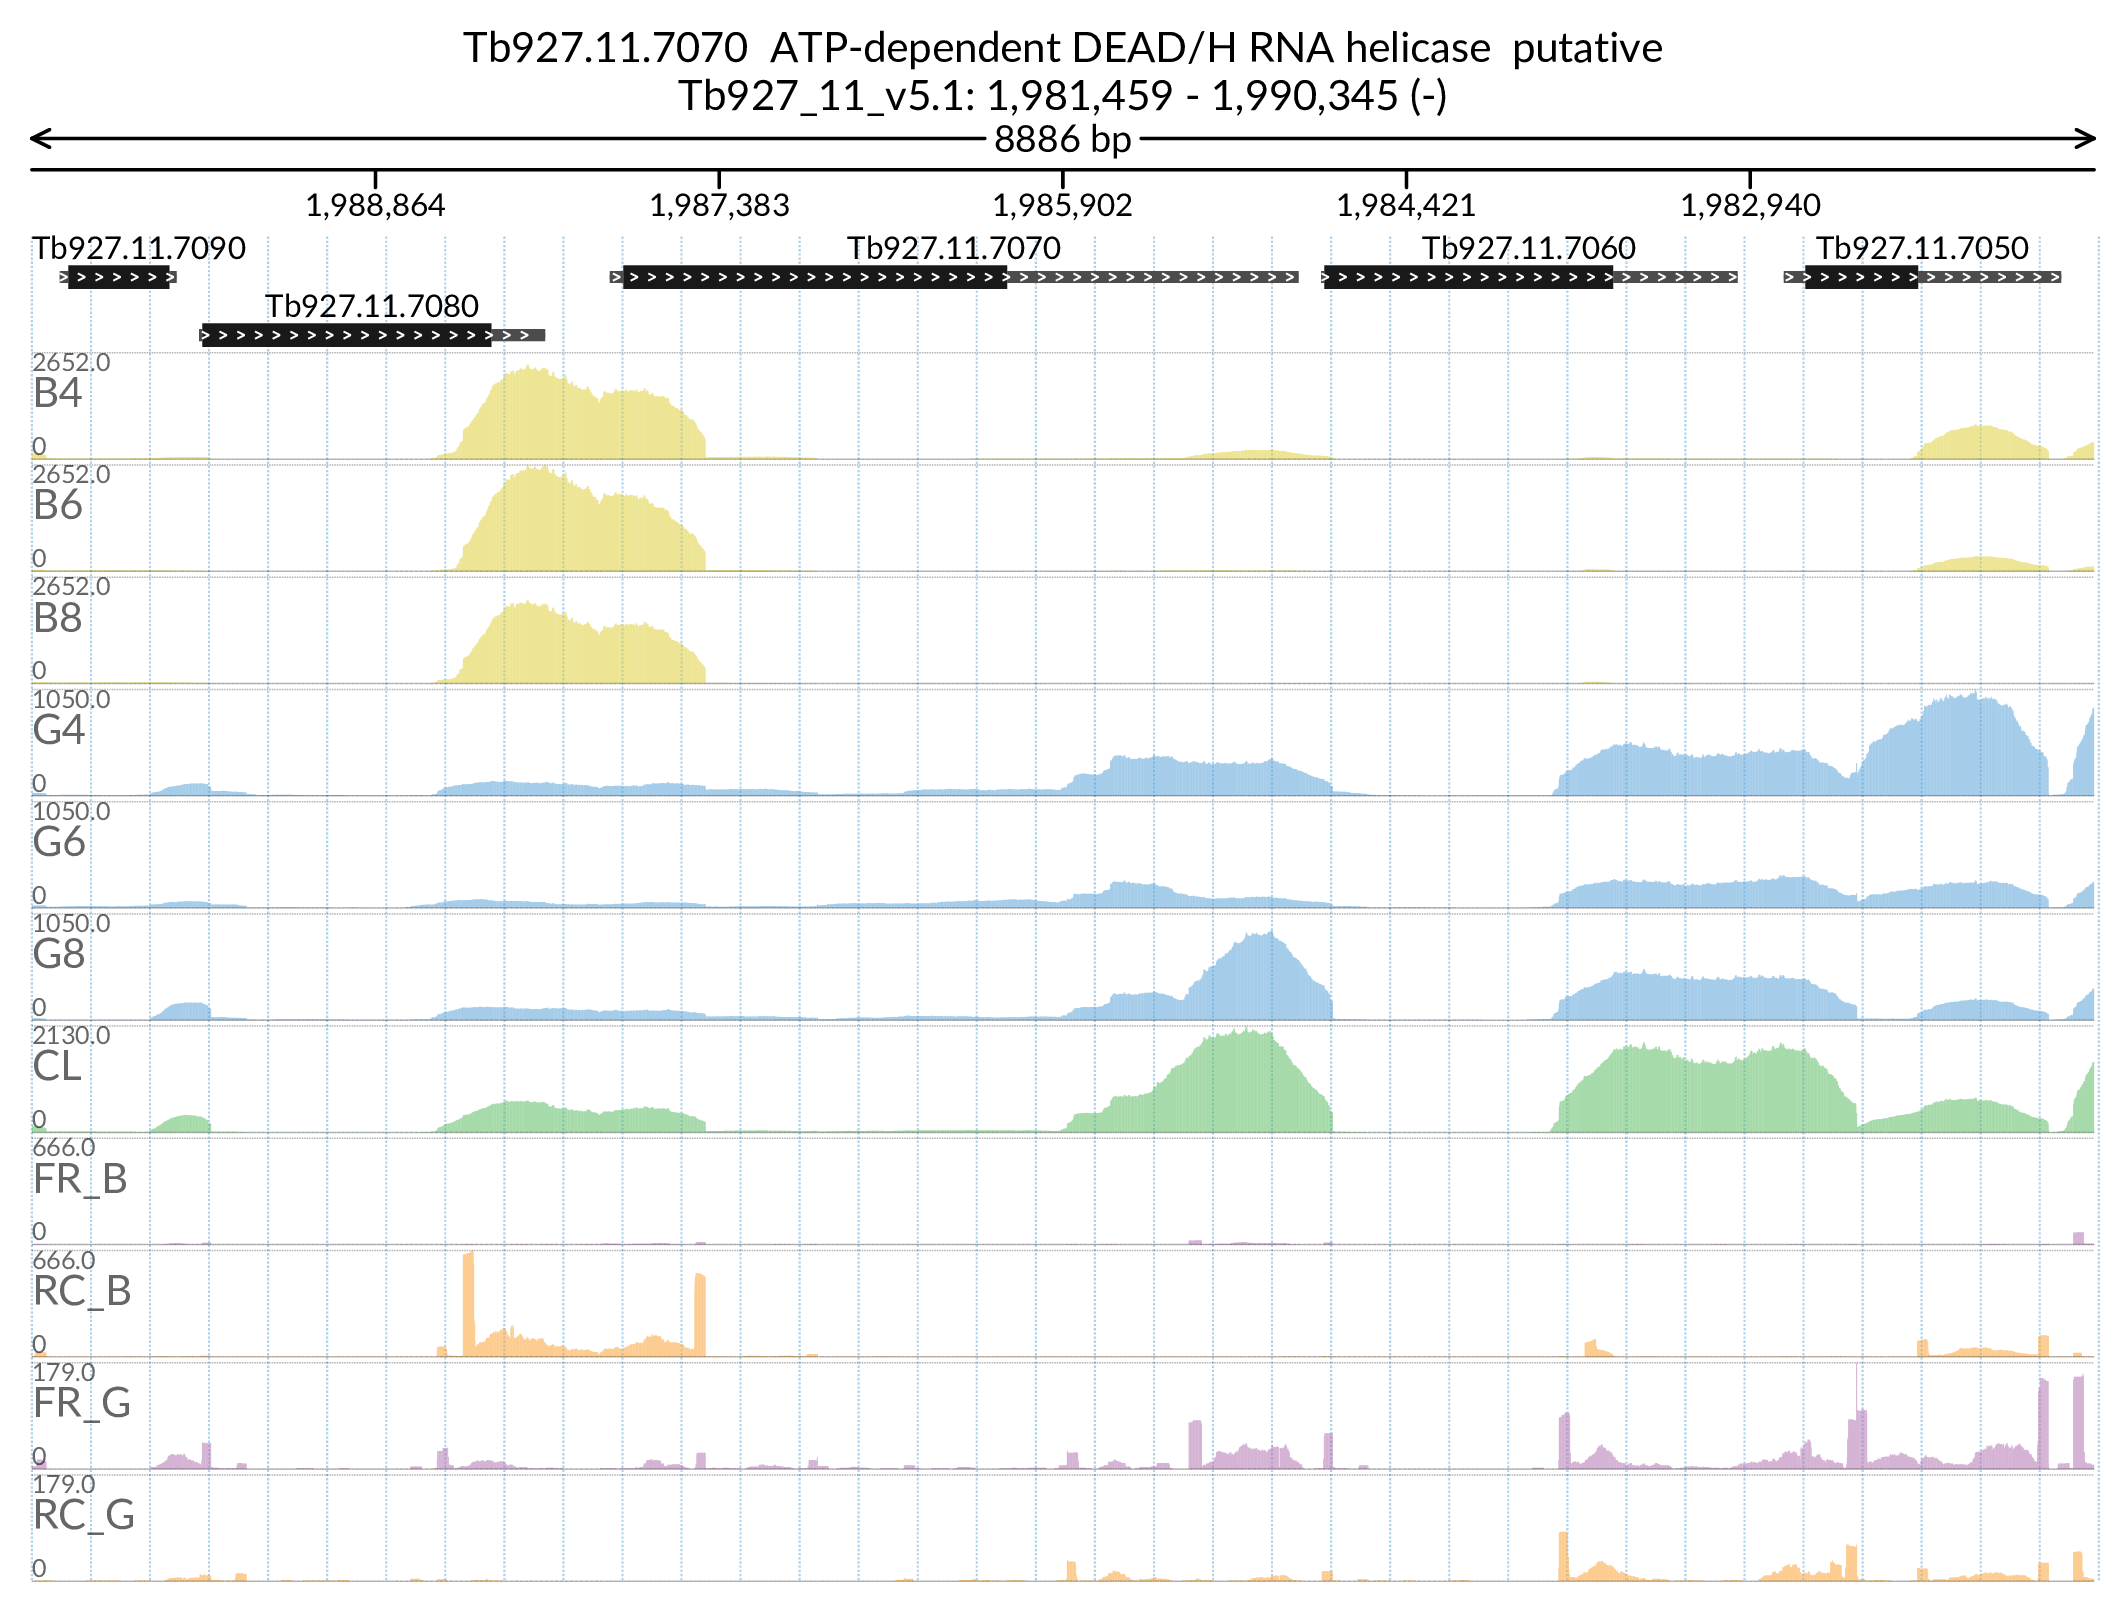 Tb927.11.7070  ATP-dependent DEAD/H RNA helicase  putative
Tb927_11_v5.1: 1,981,459 - 1,990,345 (-)
8886 bp
1,988,864 1,987,383 1,985,902 1,984,421 1,982,940
Tb927.11.7090 Tb927.11.7070 Tb927.11.7060 Tb927.11.7050
Tb927.11.7080
2652.0
B4
0
2652.0
B6
0
2652.0
B8
0
1050.0
G4
0
1050.0
G6
0
1050.0
G8
0
2130.0
CL
0
666.0
FR_B
0
666.0
RC_B
0
179.0
FR_G
0
179.0
RC_G
0